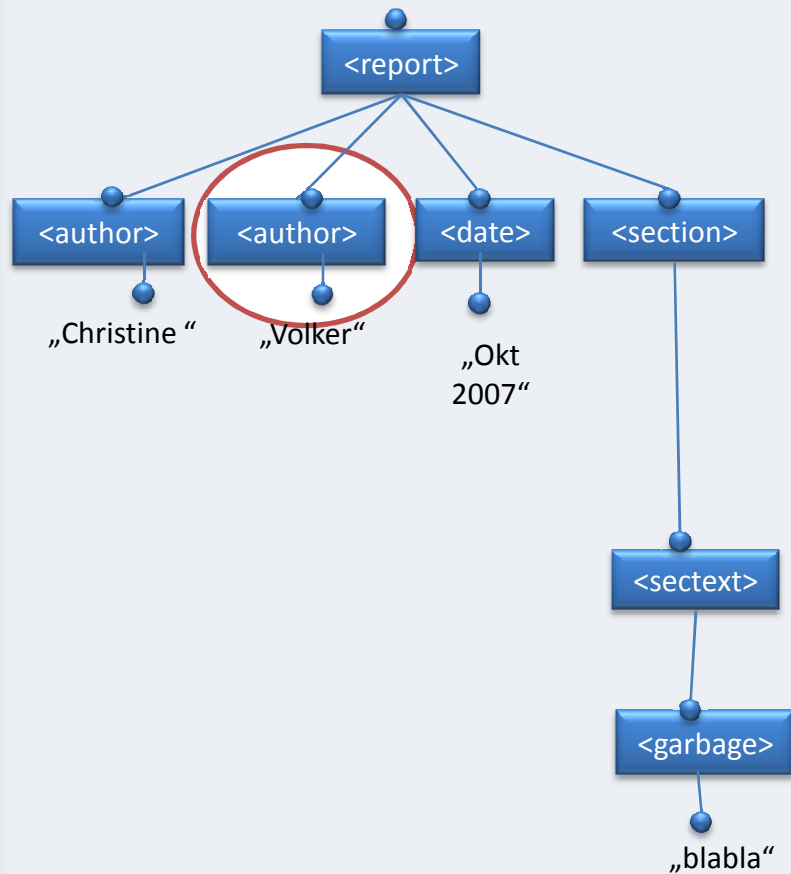 <report>
<author>
<author>
<date>
<section>
„Christine “
„Volker“
„Okt
2007“
<sectext>
<garbage>
„blabla“